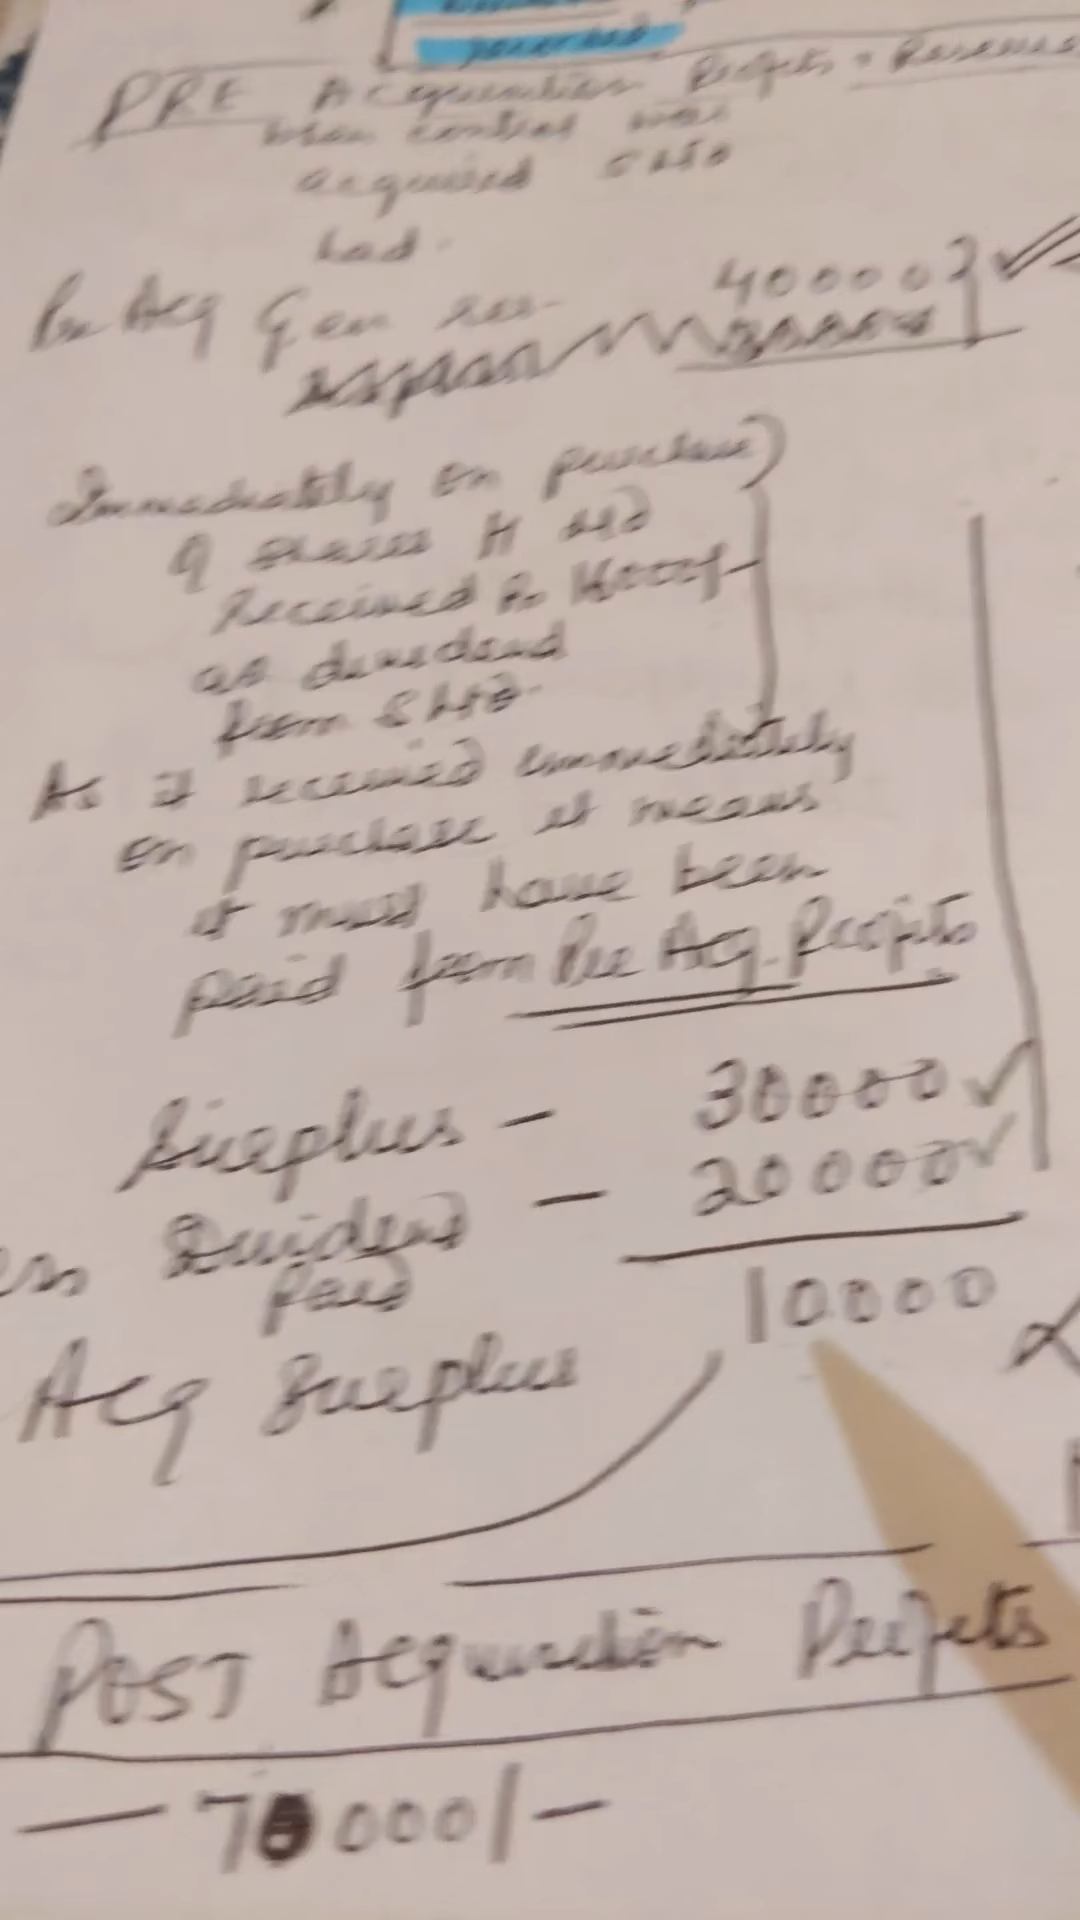 PRE Acquisition Profits & Reserves
when control was
acquired S Ltd
had.
Pre Acq Gen res- 40000
Immediately on purchase
of shares H Ltd
Received Rs 16000/-
as dividend
from S Ltd.
As it received immediately
on purchase it means
it must have been
paid from Pre Acq. Profits
Surplus - 30000
Dividend - 20000
Paid
10000
Acq Surplus
POST Acquisition Profits
000/-